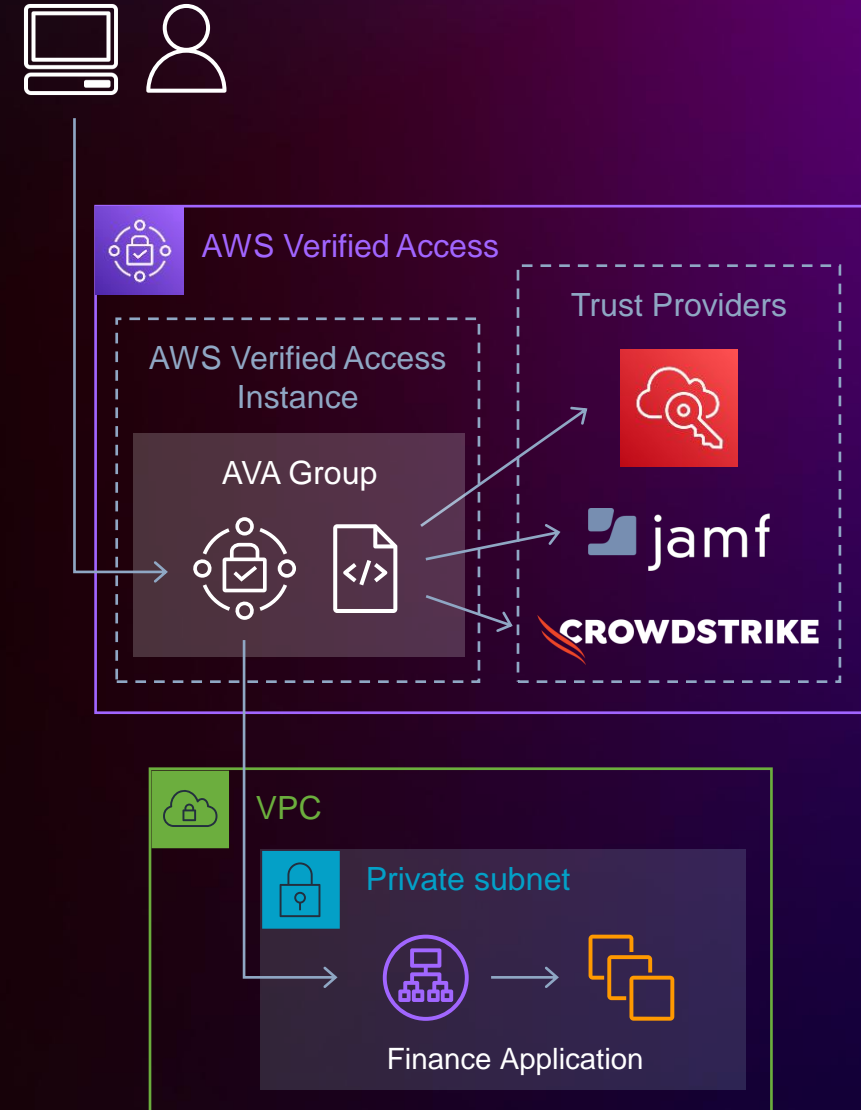 AWS Verified Access
Trust Providers
AWS Verified Access
Instance
AVA Group
</>
jamf
CROWDSTRIKE
VPC
Private subnet
Finance Application